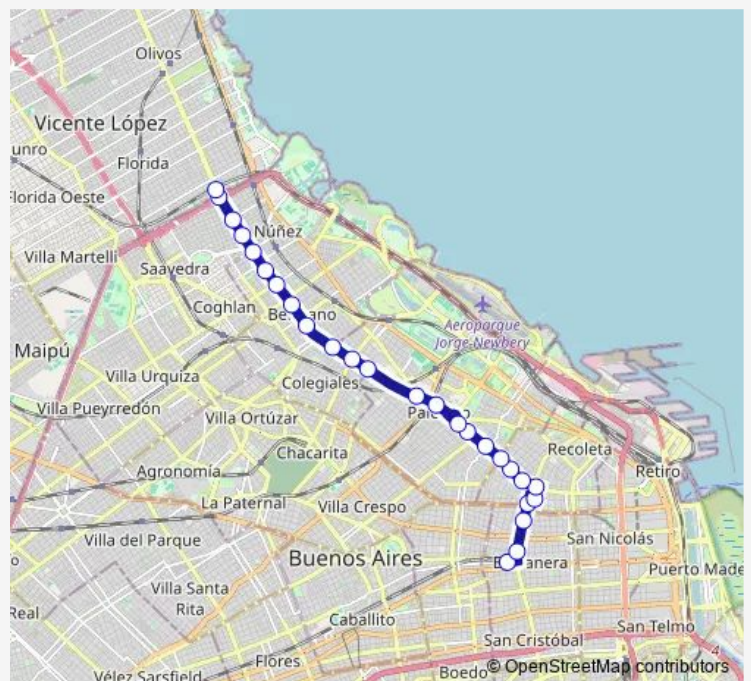 Olivos
Vicente López
unro
Florida
Florida Oeste
Núñez
Villa Martelli
Saavedra
Coghlan
Aeroparque
Jorge-Newbery
Maipú
Villa Urquiza
Colegiales
Villa Pueyrredón
Villa Ortúzar
Recoleta
Chacarita
Agronomía
Retiro
La Paternal
Villa Crespo
Villa del Parque
San Nicolás
Buenos Aires
anera
Puerto Made
o
Villa Santa
Rita
Real
Caballito
San Telmo
San Cristóbal
4
Flores
Boedo
© OpenStreetMap contributors
Vélez Sarsfield